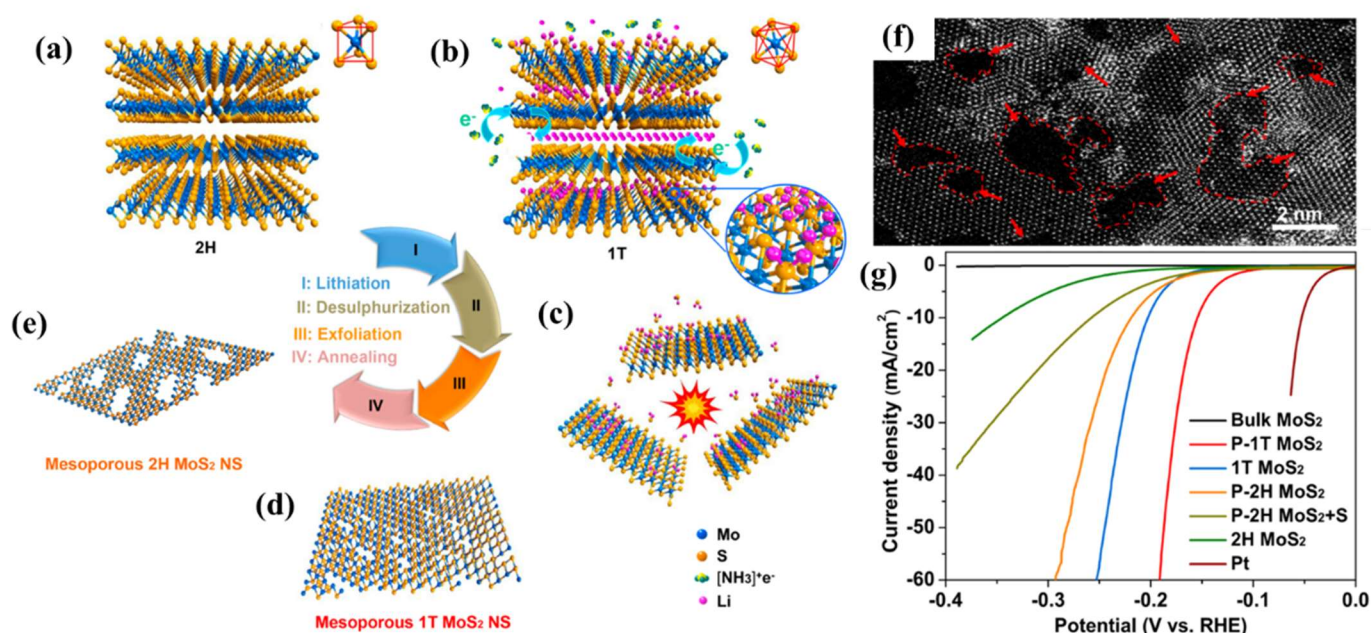 (a)
2H
(b)
e-
e-
1T
I
II
III
IV
I: Lithiation
II: Desulphurization
III: Exfoliation
IV: Annealing
(c)
Mo
S
[NH₃]⁺e⁻
Li
(d)
Mesoporous 1T MoS₂ NS
(e)
Mesoporous 2H MoS₂ NS
(f)
2 nm
(g)
Current density (mA/cm²)
0
-10
-20
-30
-40
-50
-60
Bulk MoS₂
P-1T MoS₂
1T MoS₂
P-2H MoS₂
P-2H MoS₂+S
2H MoS₂
Pt
-0.4
-0.3
-0.2
-0.1
0.0
Potential (V vs. RHE)